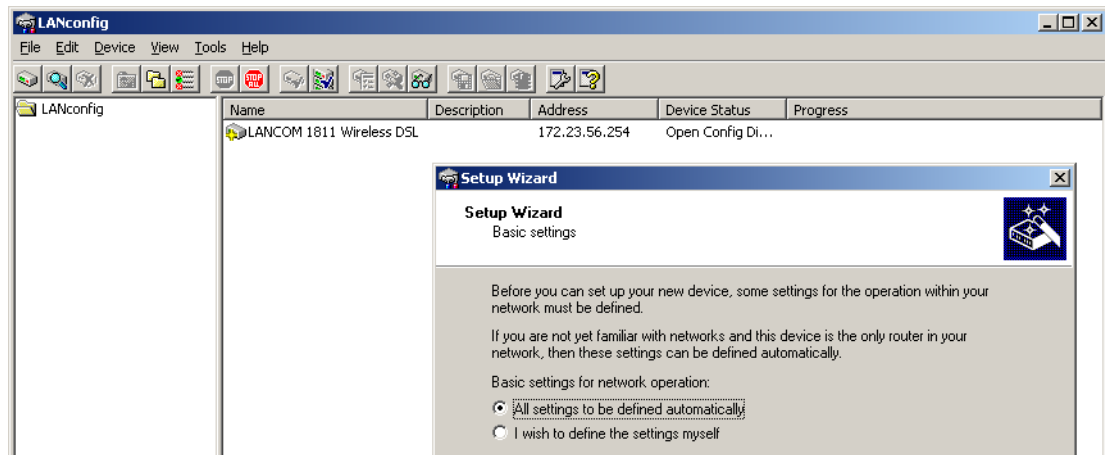 LANconfig
File Edit Device View Tools Help
STOP STOP
LANconfig
Name Description Address Device Status Progress
LANCOM 1811 Wireless DSL 172.23.56.254 Open Config Di...
Setup Wizard
Setup Wizard
Basic settings
Before you can set up your new device, some settings for the operation within your
network must be defined.
If you are not yet familiar with networks and this device is the only router in your
network, then these settings can be defined automatically.
Basic settings for network operation:
All settings to be defined automatically
I wish to define the settings myself